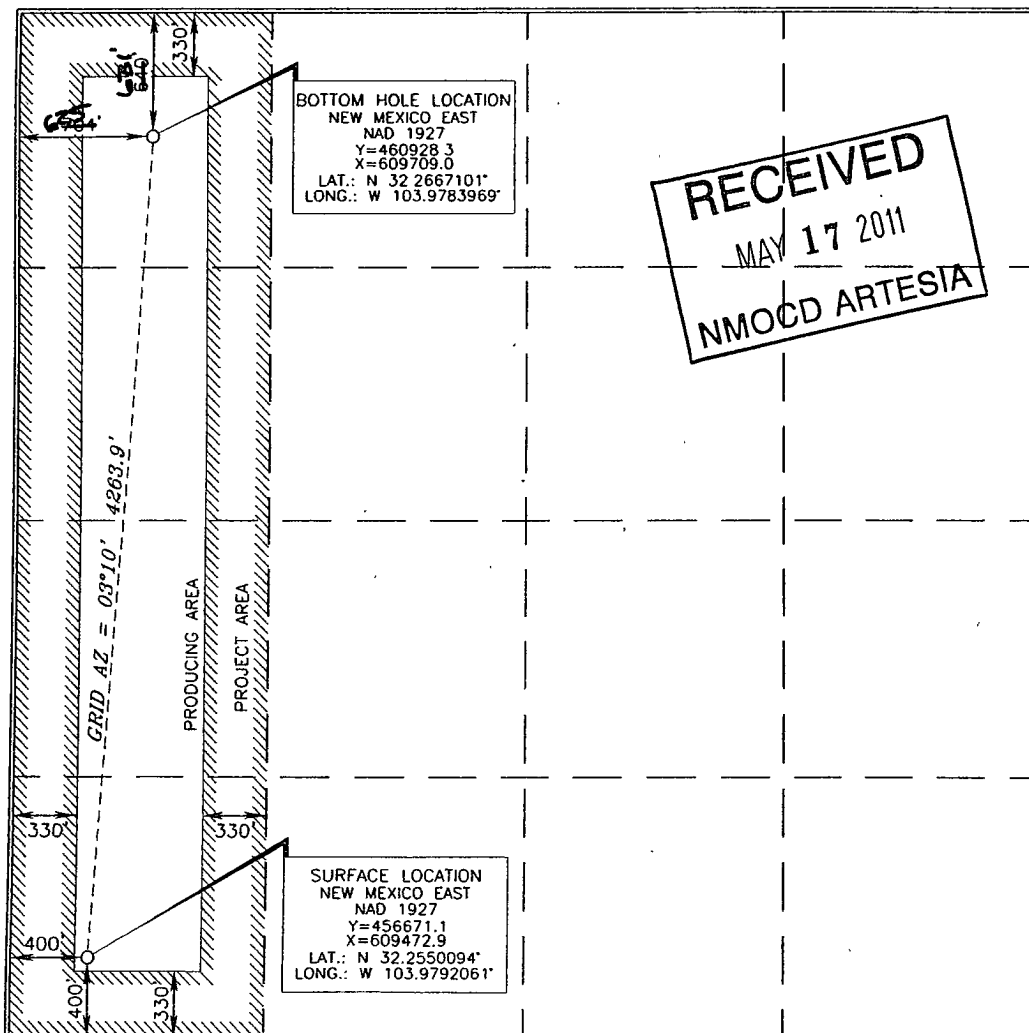 330'
640'
704'
BOTTOM HOLE LOCATION
NEW MEXICO EAST
NAD 1927
Y=460928 3
X=609709.0
LAT.: N 32 2667101°
LONG.: W 103.9783969°
RECEIVED
MAY 17 2011
NMOCD ARTESIA
GRID AZ = 03°10' 4263.9'
PRODUCING AREA
PROJECT AREA
330'
330'
SURFACE LOCATION
NEW MEXICO EAST
NAD 1927
Y=456671.1
X=609472.9
LAT.: N 32.2550094°
LONG.: W 103.9792061°
400'
400'
330'